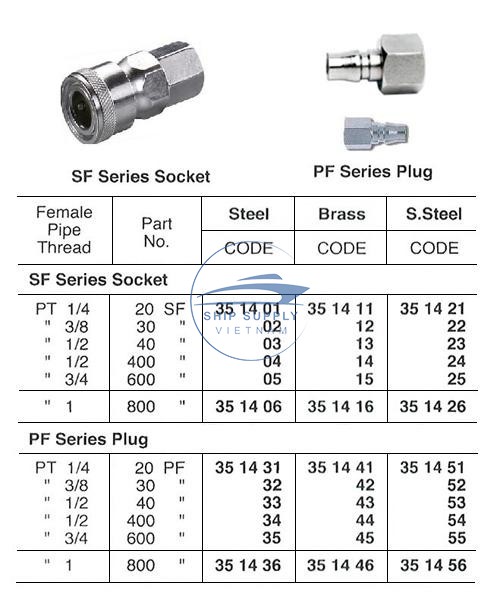 SF Series Socket
PF Series Plug
Female Pipe Thread Part No. Steel Brass S.Steel
CODE CODE CODE
SF Series Socket
PT 1/4 20 SF 35 14 01 35 14 11 35 14 21
" 3/8 30 " 02 12 22
" 1/2 40 " 03 13 23
" 1/2 400 " 04 14 24
" 3/4 600 " 05 15 25
" 1 800 " 35 14 06 35 14 16 35 14 26
SHIP SUPPLY
VIETNAM
PF Series Plug
PT 1/4 20 PF 35 14 31 35 14 41 35 14 51
" 3/8 30 " 32 42 52
" 1/2 40 " 33 43 53
" 1/2 400 " 34 44 54
" 3/4 600 " 35 45 55
" 1 800 " 35 14 36 35 14 46 35 14 56